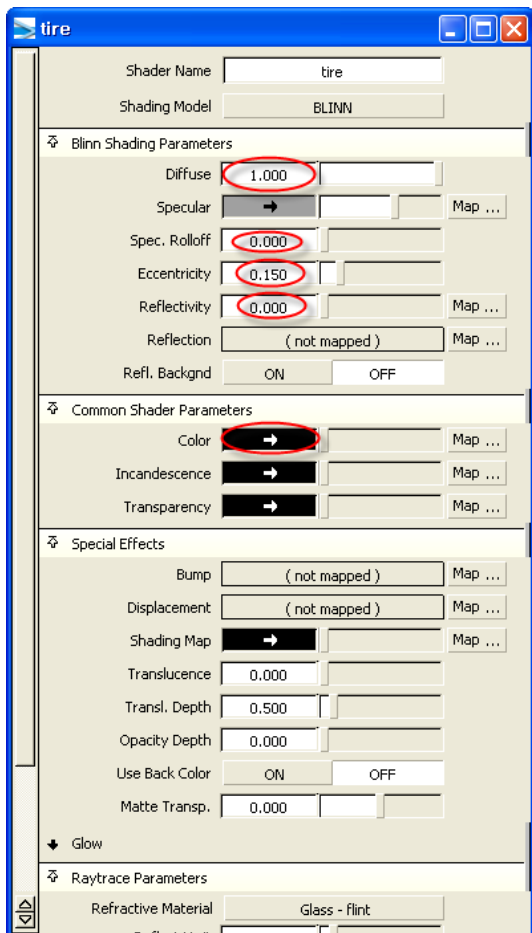 tire
Shader Name tire
Shading Model BLINN
Blinn Shading Parameters
Diffuse 1.000
Specular Map ...
Spec. Rolloff 0.000
Eccentricity 0.150
Reflectivity 0.000 Map ...
Reflection ( not mapped ) Map ...
Refl. Backgnd ON OFF
Common Shader Parameters
Color Map ...
Incandescence Map ...
Transparency Map ...
Special Effects
Bump ( not mapped ) Map ...
Displacement ( not mapped ) Map ...
Shading Map Map ...
Translucence 0.000
Transl. Depth 0.500
Opacity Depth 0.000
Use Back Color ON OFF
Matte Transp. 0.000
Glow
Raytrace Parameters
Refractive Material Glass - flint